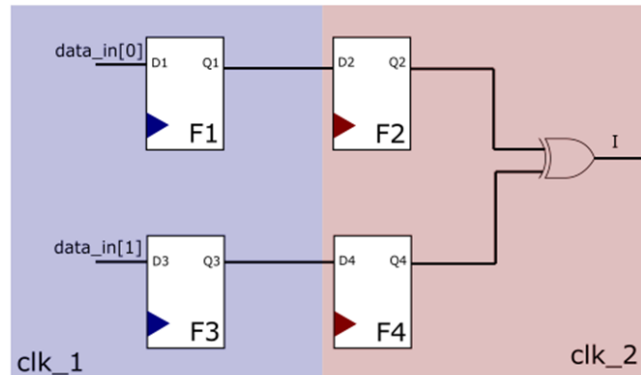 data_in[0]
D1 Q1 D2 Q2
F1 F2
I
data_in[1]
D3 Q3 D4 Q4
F3 F4
clk_1 clk_2